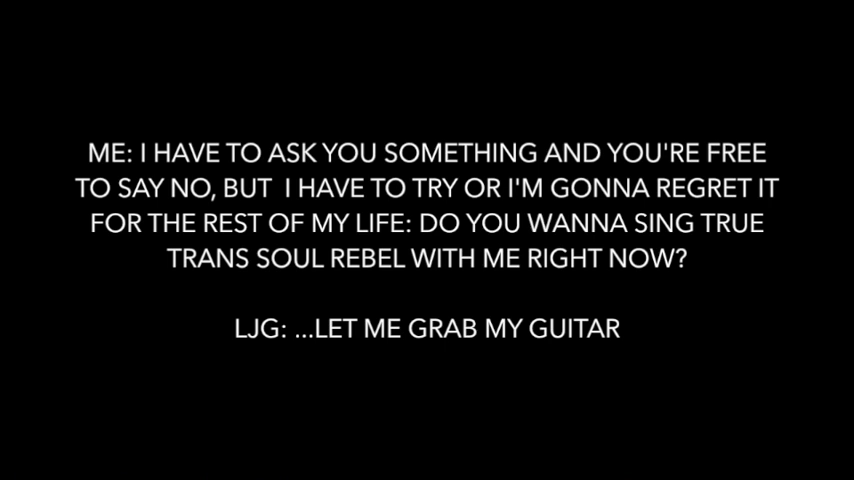 ME: I HAVE TO ASK YOU SOMETHING AND YOU'RE FREE
TO SAY NO, BUT  I HAVE TO TRY OR I'M GONNA REGRET IT
FOR THE REST OF MY LIFE: DO YOU WANNA SING TRUE
TRANS SOUL REBEL WITH ME RIGHT NOW?
LJG: ...LET ME GRAB MY GUITAR